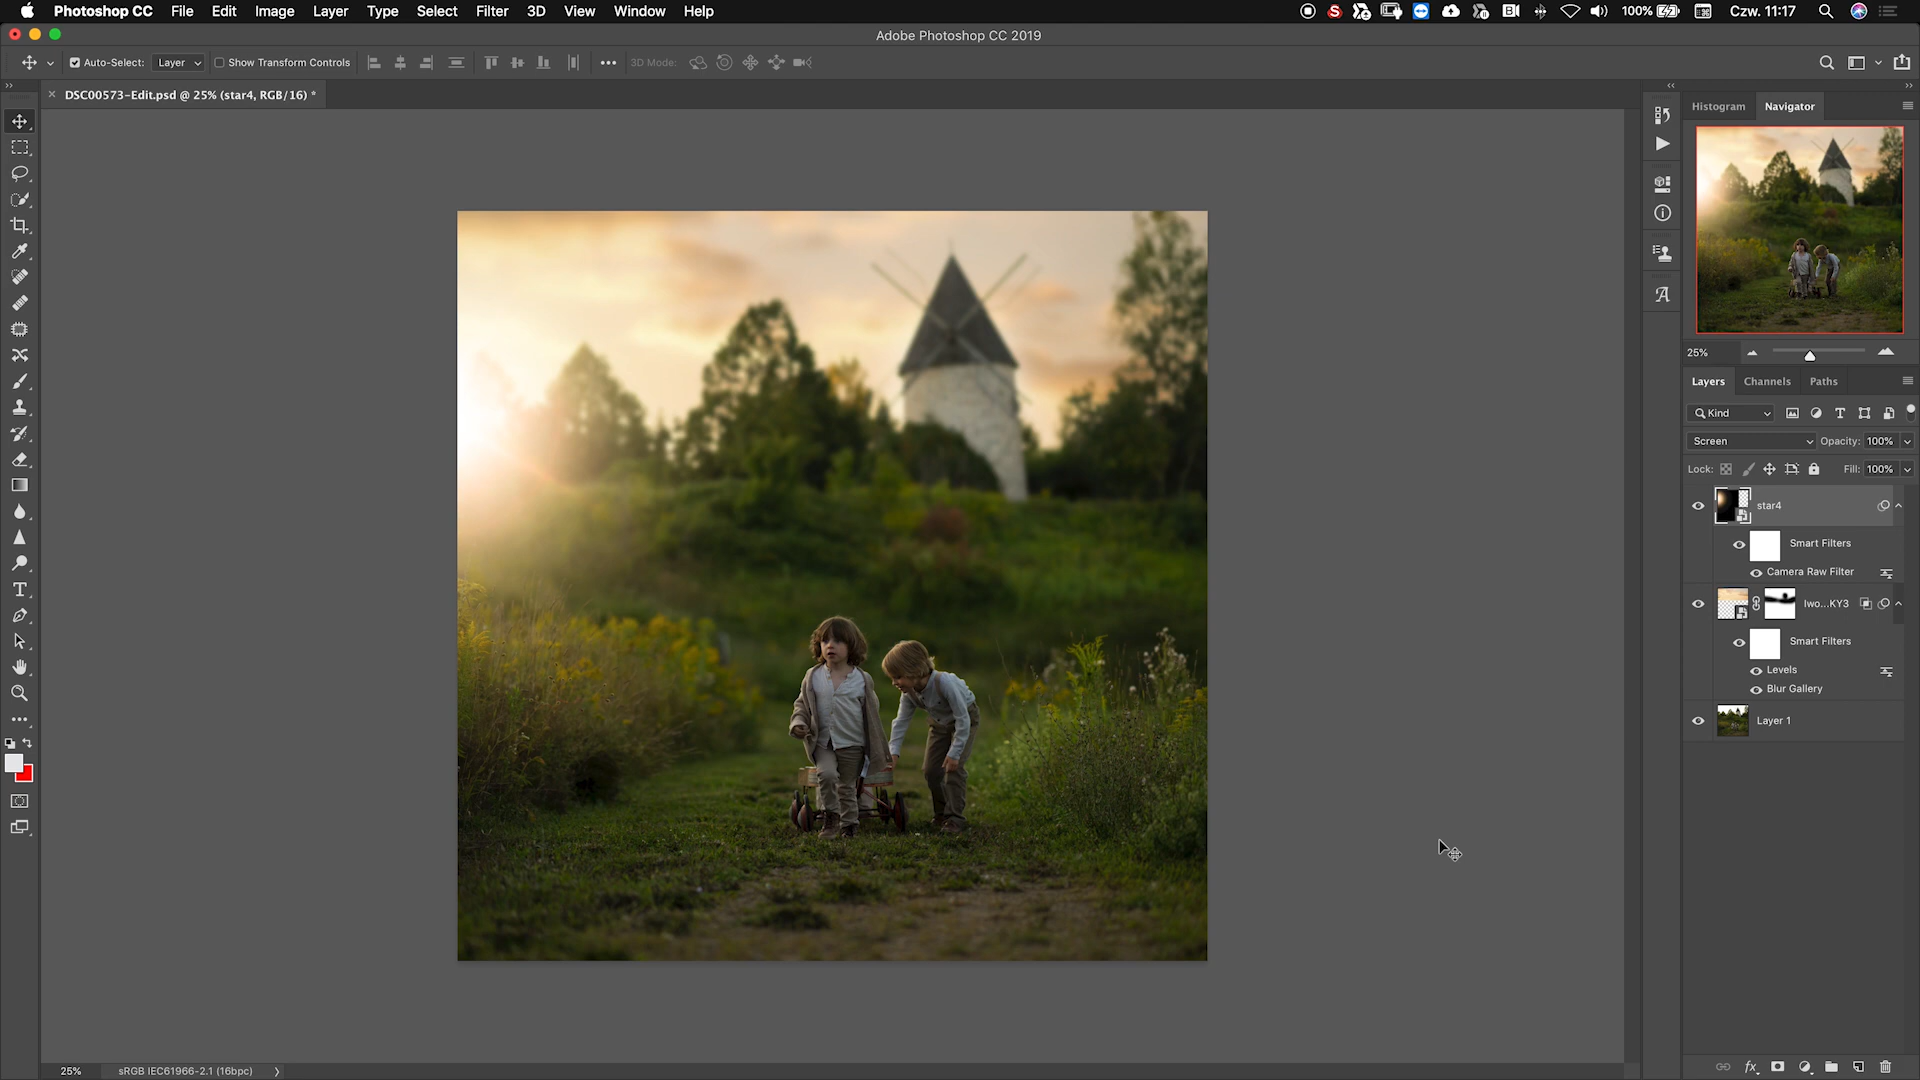 Photoshop CC File Edit Image Layer Type Select Filter 3D View Window Help 100% Czw. 11:17
Adobe Photoshop CC 2019
Auto-Select: Layer Show Transform Controls 3D Mode:
DSC00573-Edit.psd @ 25% (star4, RGB/16) *
Histogram Navigator
25%
Layers Channels Paths
Kind
Screen Opacity: 100%
Lock: Fill: 100%
star4
Smart Filters
Camera Raw Filter
Iwo...KY3
Smart Filters
Levels
Blur Gallery
Layer 1
25% sRGB IEC61966-2.1 (16bpc)